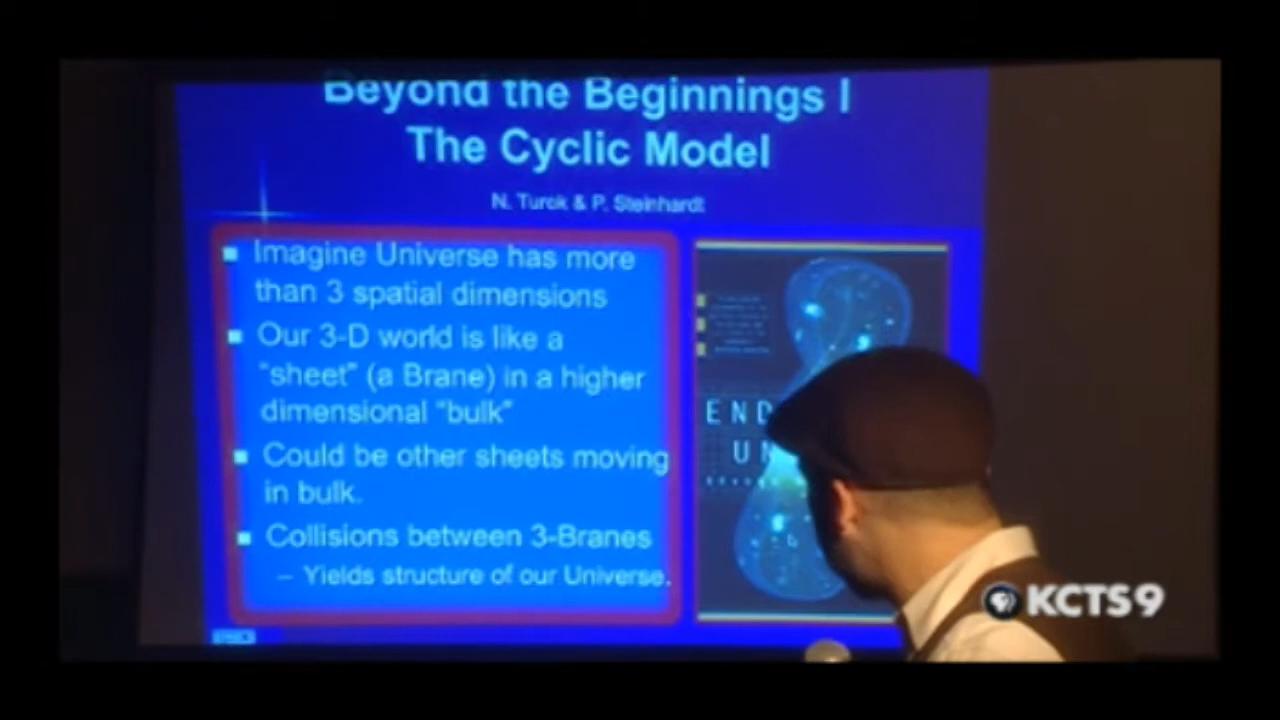 Beyond the Beginnings I
The Cyclic Model
N. Turok & P. Steinhardt
Imagine Universe has more
than 3 spatial dimensions
Our 3-D world is like a
"sheet" (a Brane) in a higher
dimensional "bulk"
Could be other sheets moving
in bulk.
Collisions between 3-Branes
– Yields structure of our Universe.
END
UN
KCTS9